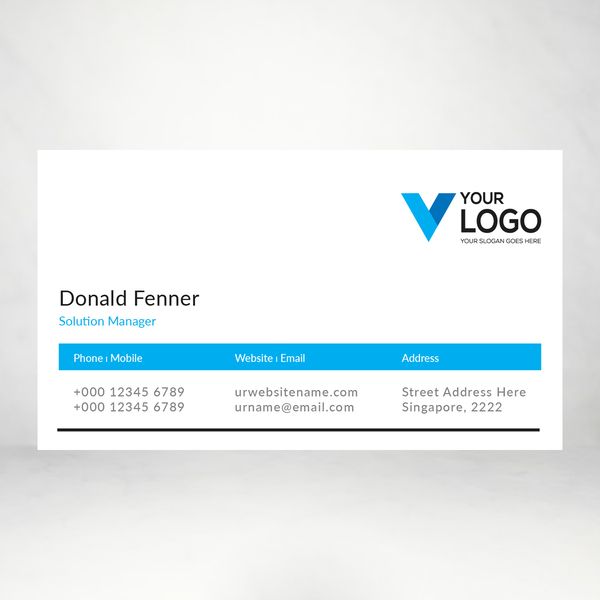 YOUR
LOGO
YOUR SLOGAN GOES HERE
Donald Fenner
Solution Manager
Phone | Mobile
Website | Email
Address
+000 12345 6789
+000 12345 6789
urwebsitename.com
urname@email.com
Street Address Here
Singapore, 2222